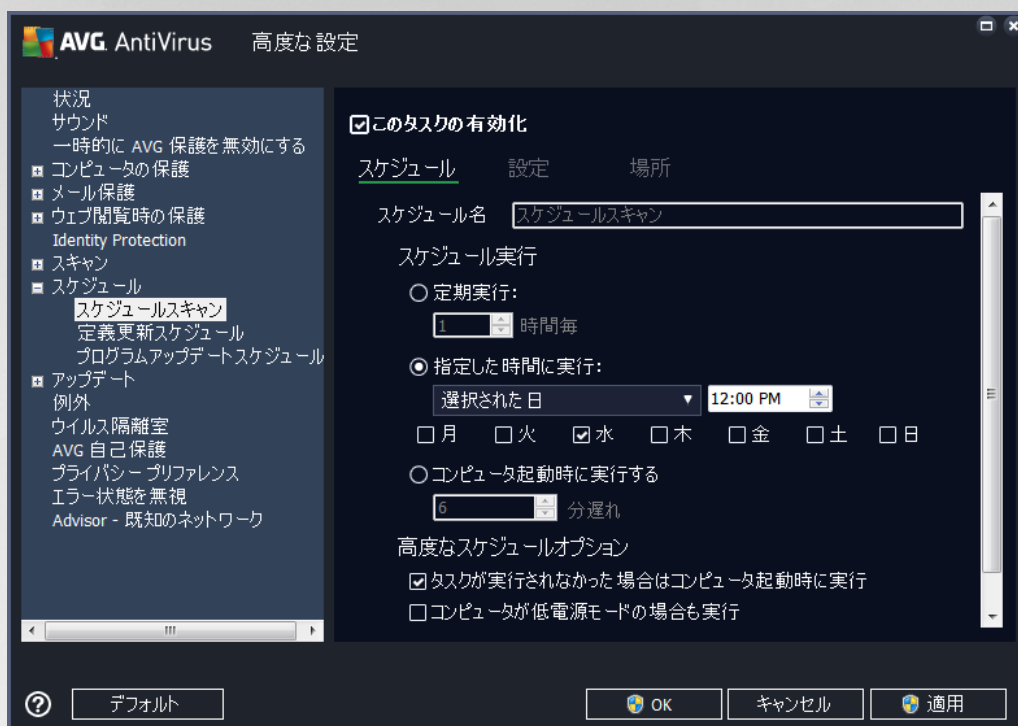 AVG AntiVirus 高度な設定
状況
サウンド
一時的に AVG 保護を無効にする
コンピュータの保護
メール保護
ウェブ閲覧時の保護
Identity Protection
スキャン
スケジュール
スケジュールスキャン
定義更新スケジュール
プログラムアップデートスケジュール
アップデート
例外
ウイルス隔離室
AVG 自己保護
プライバシー プリファレンス
エラー状態を無視
Advisor - 既知のネットワーク
このタスクの有効化
スケジュール 設定 場所
スケジュール名 スケジュールスキャン
スケジュール実行
定期実行:
1 時間毎
指定した時間に実行:
選択された日 12:00 PM
月 火 水 木 金 土 日
コンピュータ起動時に実行する
6 分遅れ
高度なスケジュールオプション
タスクが実行されなかった場合はコンピュータ起動時に実行
コンピュータが低電源モードの場合も実行
? デフォルト OK キャンセル 適用